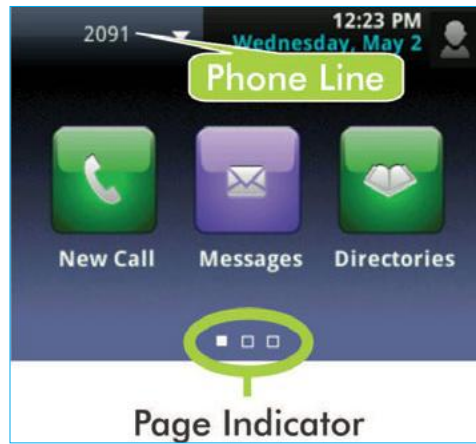 2091
12:23 PM
Wednesday, May 2
Phone Line
New Call Messages Directories
Page Indicator